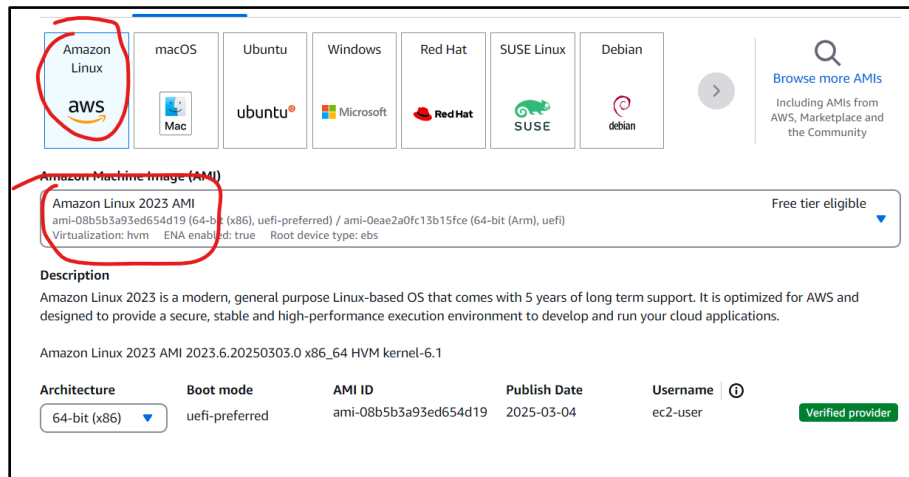 Amazon Linux
macOS
Ubuntu
Windows
Red Hat
SUSE Linux
Debian
aws
Mac
ubuntu
Microsoft
Red Hat
SUSE
debian
Browse more AMIs
Including AMIs from
AWS, Marketplace and
the Community
Amazon Machine Image (AMI)
Amazon Linux 2023 AMI
Free tier eligible
ami-08b5b3a93ed654d19 (64-bit (x86), uefi-preferred) / ami-0eae2a0fc13b15fce (64-bit (Arm), uefi)
Virtualization: hvm ENA enabled: true Root device type: ebs
Description
Amazon Linux 2023 is a modern, general purpose Linux-based OS that comes with 5 years of long term support. It is optimized for AWS and
designed to provide a secure, stable and high-performance execution environment to develop and run your cloud applications.
Amazon Linux 2023 AMI 2023.6.20250303.0 x86_64 HVM kernel-6.1
Architecture Boot mode AMI ID Publish Date Username
64-bit (x86) uefi-preferred ami-08b5b3a93ed654d19 2025-03-04 ec2-user Verified provider